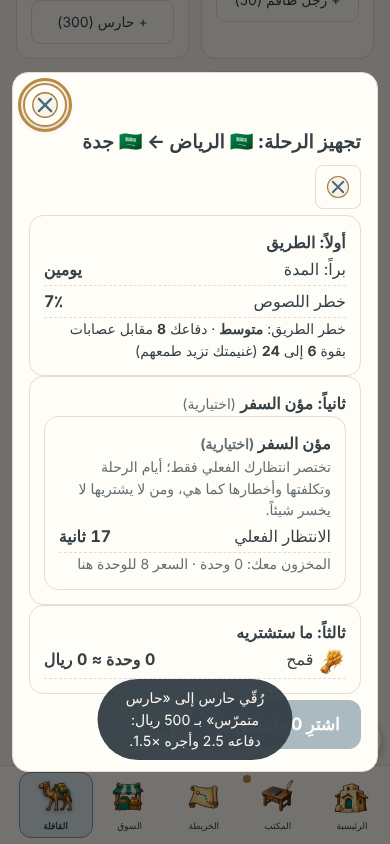 + رجل طاقم (50)
+ حارس (300)
تجهيز الرحلة: 🇸🇦 الرياض ← 🇸🇦 جدة
أولاً: الطريق
براً: المدة يومين
خطر اللصوص 7٪
خطر الطريق: متوسط · دفاعك 8 مقابل عصابات
بقوة 6 إلى 24 (غنيمتك تزيد طمعهم)
ثانياً: مؤن السفر (اختيارية)
مؤن السفر (اختيارية)
تختصر انتظارك الفعلي فقط؛ أيام الرحلة
وتكلفتها وأخطارها كما هي، ومن لا يشتريها لا
يخسر شيئاً.
الانتظار الفعلي 17 ثانية
المخزون معك: 0 وحدة · السعر 8 للوحدة هنا
ثالثاً: ما ستشتريه
قمح 0 وحدة ≈ 0 ريال
اشترِ 0
رُقّي حارس إلى «حارس
متمرّس» بـ 500 ريال:
دفاعه 2.5 وأجره ×1.5.
الرئيسية
المكتب
الخريطة
السوق
القافلة